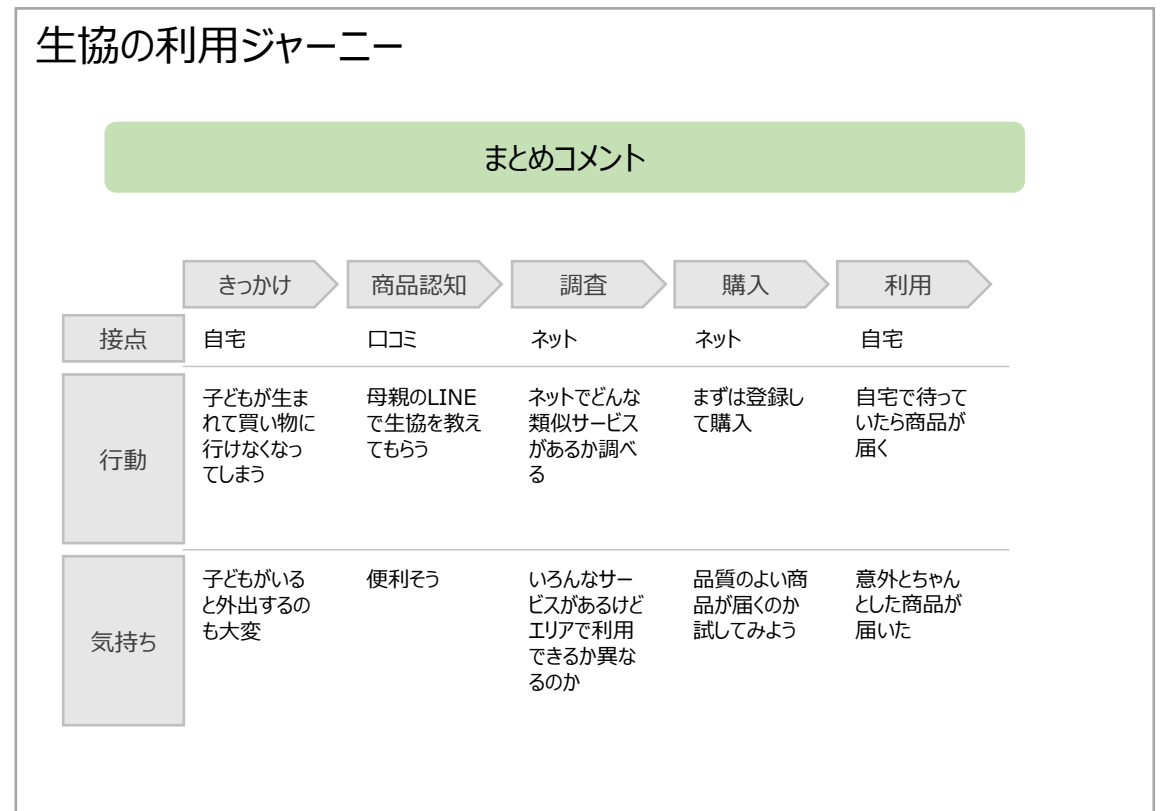 生協の利用ジャーニー
まとめコメント
きっかけ
商品認知
調査
購入
利用
接点
自宅
口コミ
ネット
ネット
自宅
行動
子どもが生ま
れて買い物に
行けなくなっ
てしまう
母親のLINE
で生協を教え
てもらう
ネットでどんな
類似サービス
があるか調べ
る
まずは登録し
て購入
自宅で待って
いたら商品が
届く
気持ち
子どもがいる
と外出するの
も大変
便利そう
いろんなサー
ビスがあるけど
エリアで利用
できるか異な
るのか
品質のよい商
品が届くのか
試してみよう
意外とちゃん
とした商品が
届いた